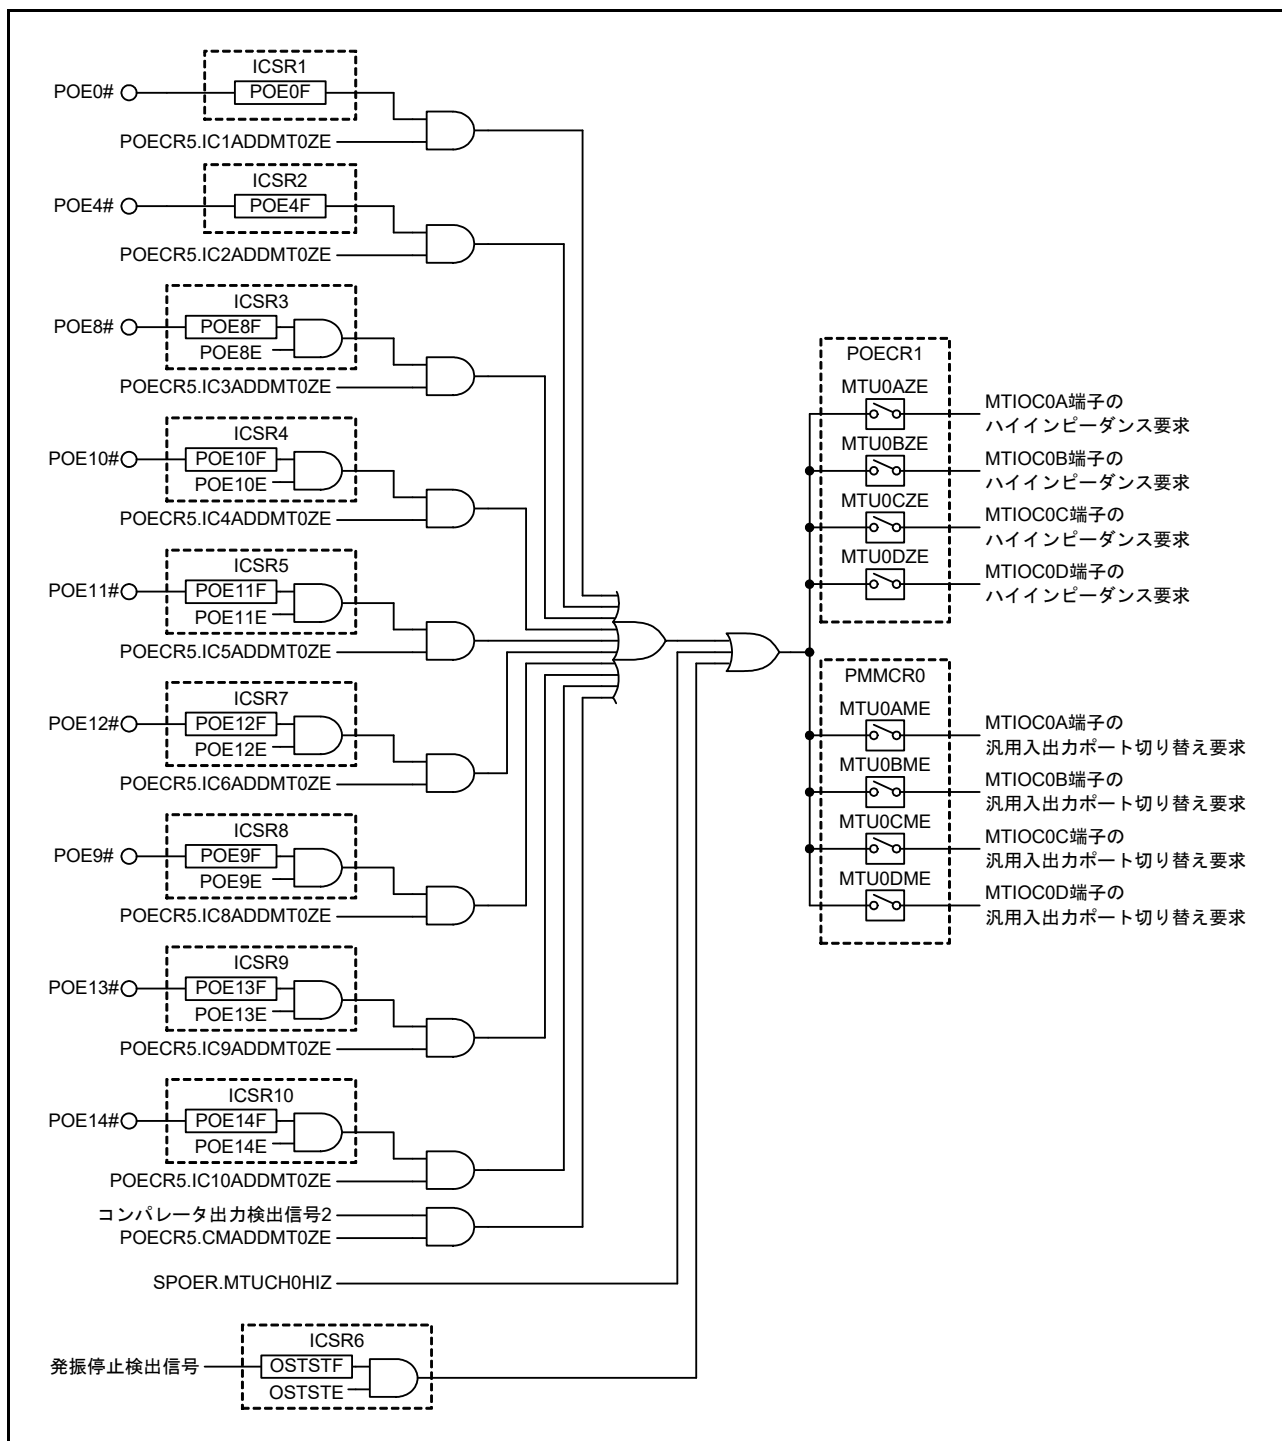 ICSR1
POE0#
POE0F
POECR5.IC1ADDMT0ZE
ICSR2
POE4#
POE4F
POECR5.IC2ADDMT0ZE
ICSR3
POE8#
POE8F
POE8E
POECR5.IC3ADDMT0ZE
ICSR4
POE10#
POE10F
POE10E
POECR5.IC4ADDMT0ZE
ICSR5
POE11#
POE11F
POE11E
POECR5.IC5ADDMT0ZE
ICSR7
POE12#
POE12F
POE12E
POECR5.IC6ADDMT0ZE
ICSR8
POE9#
POE9F
POE9E
POECR5.IC8ADDMT0ZE
ICSR9
POE13#
POE13F
POE13E
POECR5.IC9ADDMT0ZE
ICSR10
POE14#
POE14F
POE14E
POECR5.IC10ADDMT0ZE
コンパレータ出力検出信号2
POECR5.CMADDMT0ZE
SPOER.MTUCH0HIZ
ICSR6
発振停止検出信号
OSTSTF
OSTSTE
POECR1
MTU0AZE
MTIOC0A端子の
ハイインピーダンス要求
MTU0BZE
MTIOC0B端子の
ハイインピーダンス要求
MTU0CZE
MTIOC0C端子の
ハイインピーダンス要求
MTU0DZE
MTIOC0D端子の
ハイインピーダンス要求
PMMCR0
MTU0AME
MTIOC0A端子の
汎用入出力ポート切り替え要求
MTU0BME
MTIOC0B端子の
汎用入出力ポート切り替え要求
MTU0CME
MTIOC0C端子の
汎用入出力ポート切り替え要求
MTU0DME
MTIOC0D端子の
汎用入出力ポート切り替え要求